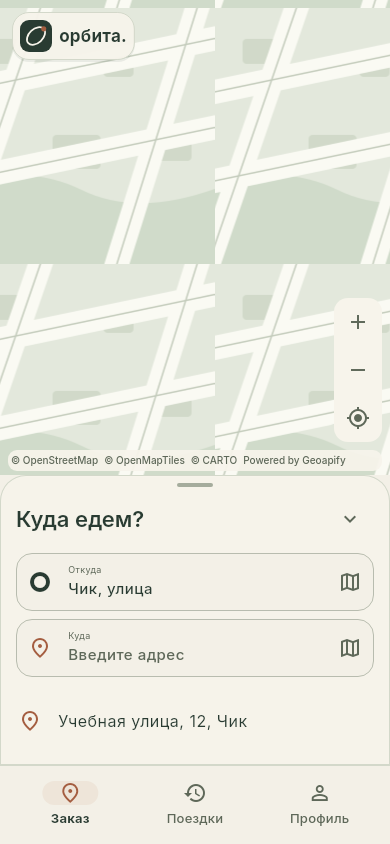 орбита.
© OpenStreetMap © OpenMapTiles © CARTO Powered by Geoapify
Куда едем?
Откуда
Чик, улица
Куда
Введите адрес
Учебная улица, 12, Чик
Заказ Поездки Профиль